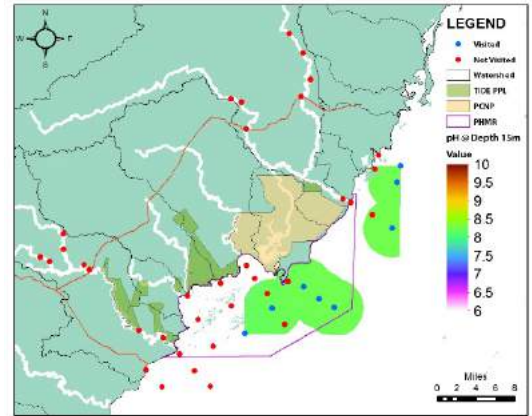 N
W E
S
LEGEND
Visited
Not Visited
Watershed
TIDE PPL
PCNP
PHMR
pH @ Depth 15m
Value
10
9.5
9
8.5
8
7.5
7
6.5
6
Miles
0 2 4 8